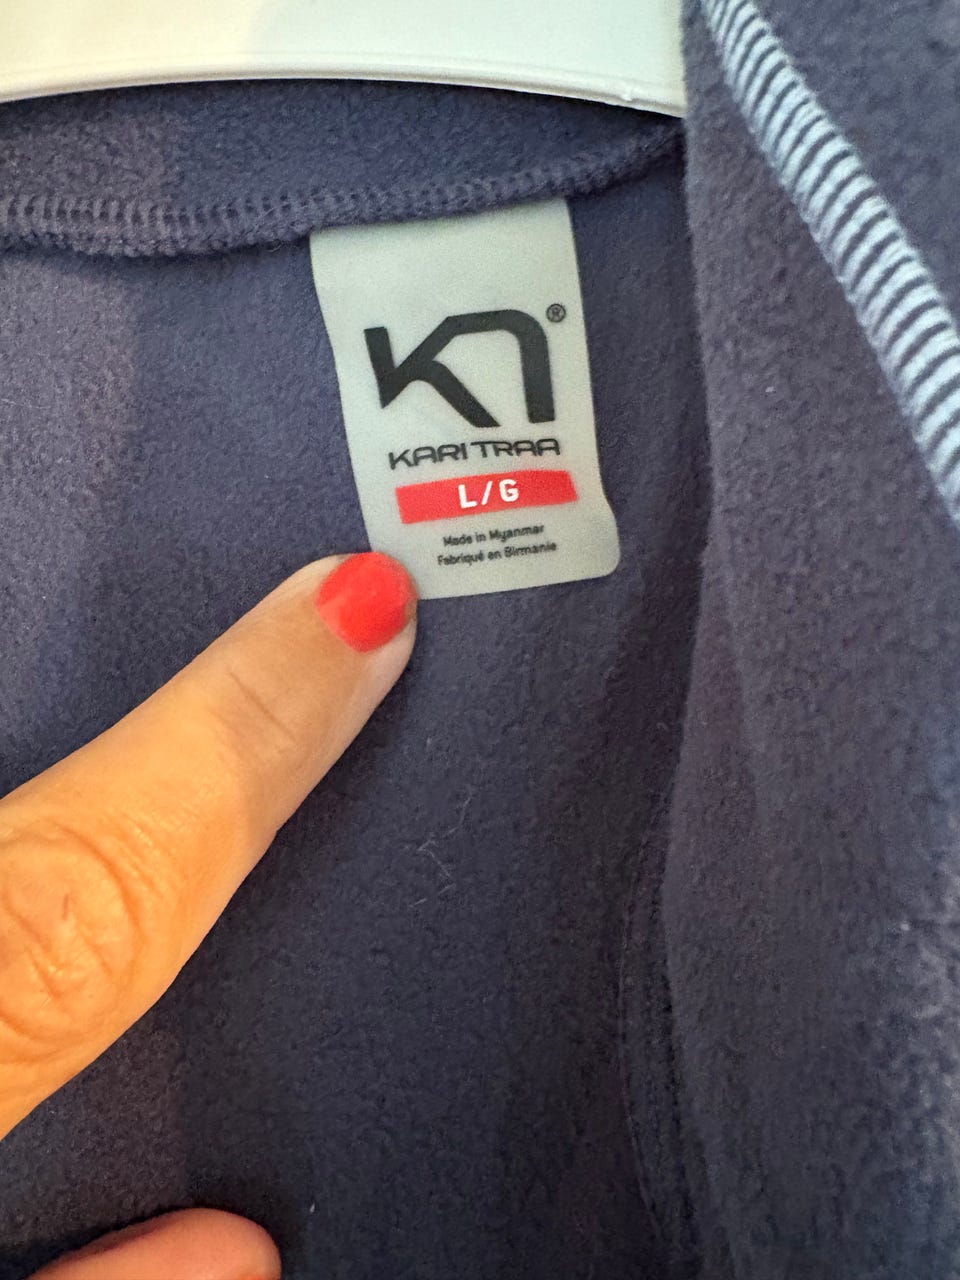 KARI TRAA
L/G
Made in Myanmar
Fabriqué en Birmanie